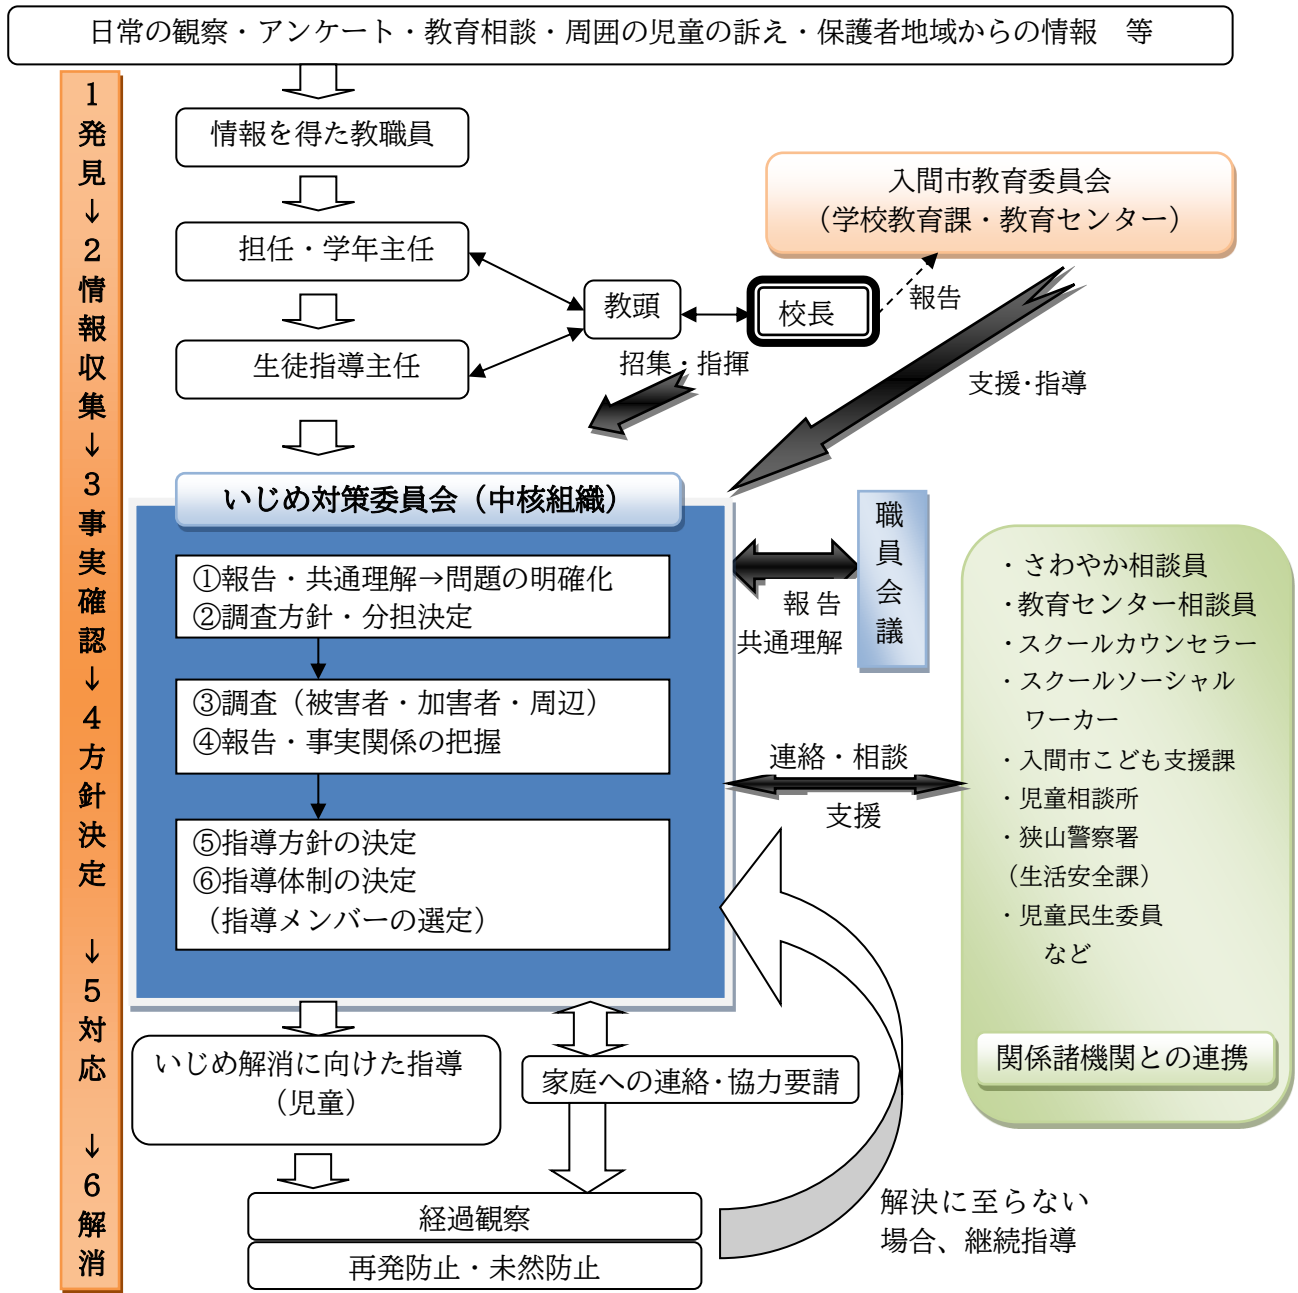 日常の観察・アンケート・教育相談・周囲の児童の訴え・保護者地域からの情報　等
1発見↓2情報収集↓3事実確認↓4方針決定　↓5対応　↓6解消
情報を得た教職員
担任・学年主任
生徒指導主任
教頭
校長
報告
入間市教育委員会
（学校教育課・教育センター）
招集・指揮
支援・指導
いじめ対策委員会（中核組織）
①報告・共通理解→問題の明確化
②調査方針・分担決定
③調査（被害者・加害者・周辺）
④報告・事実関係の把握
⑤指導方針の決定
⑥指導体制の決定
（指導メンバーの選定）
職員会議
報告
共通理解
連絡・相談
支援
・さわやか相談員
・教育センター相談員
・スクールカウンセラー
・スクールソーシャル
ワーカー
・入間市こども支援課
・児童相談所
・狭山警察署
（生活安全課）
・児童民生委員
など
関係諸機関との連携
いじめ解消に向けた指導
（児童）
家庭への連絡・協力要請
経過観察
再発防止・未然防止
解決に至らない
場合、継続指導